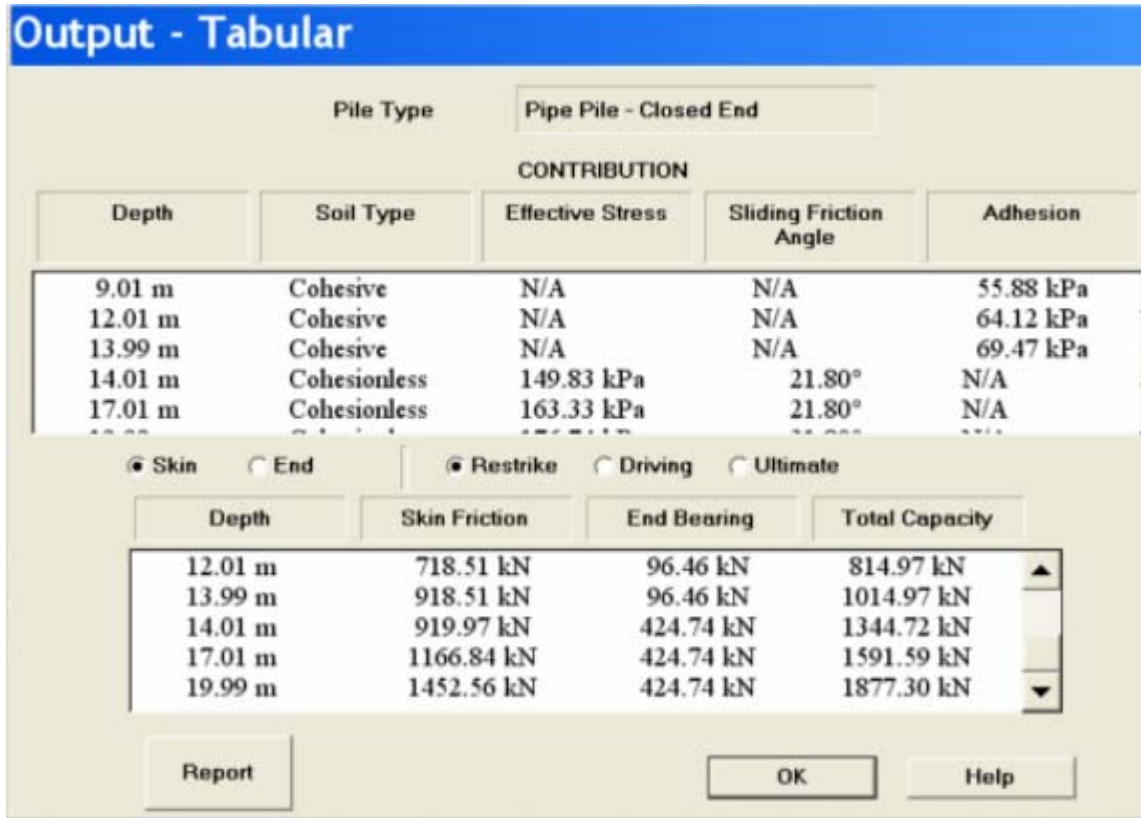 Output - Tabular
Pile Type Pipe Pile - Closed End
CONTRIBUTION
Depth Soil Type Effective Stress Sliding Friction Angle Adhesion
9.01 m Cohesive N/A N/A 55.88 kPa
12.01 m Cohesive N/A N/A 64.12 kPa
13.99 m Cohesive N/A N/A 69.47 kPa
14.01 m Cohesionless 149.83 kPa 21.80° N/A
17.01 m Cohesionless 163.33 kPa 21.80° N/A
Skin End Restrike Driving Ultimate
Depth Skin Friction End Bearing Total Capacity
12.01 m 718.51 kN 96.46 kN 814.97 kN
13.99 m 918.51 kN 96.46 kN 1014.97 kN
14.01 m 919.97 kN 424.74 kN 1344.72 kN
17.01 m 1166.84 kN 424.74 kN 1591.59 kN
19.99 m 1452.56 kN 424.74 kN 1877.30 kN
Report OK Help